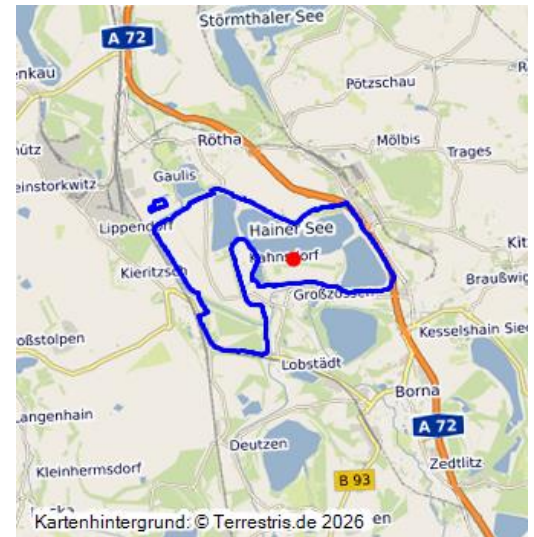 Störmthaler See
A 72
enkau
Pötzschau
Rötha
Mölbis
Trages
ütz
Gaulis
einstorkwitz
Lippendorf
Hainer See
Kit
Kahnsdorf
Kieritzsch
Großzössen
Braußwig
Kesselshain Sie
oßstolpen
Lobstädt
Borna
Langenhain
A 72
Deutzen
Zedtlitz
Kleinhermsdorf
B 93
Kartenhintergrund: © Terrestris.de 2026
en